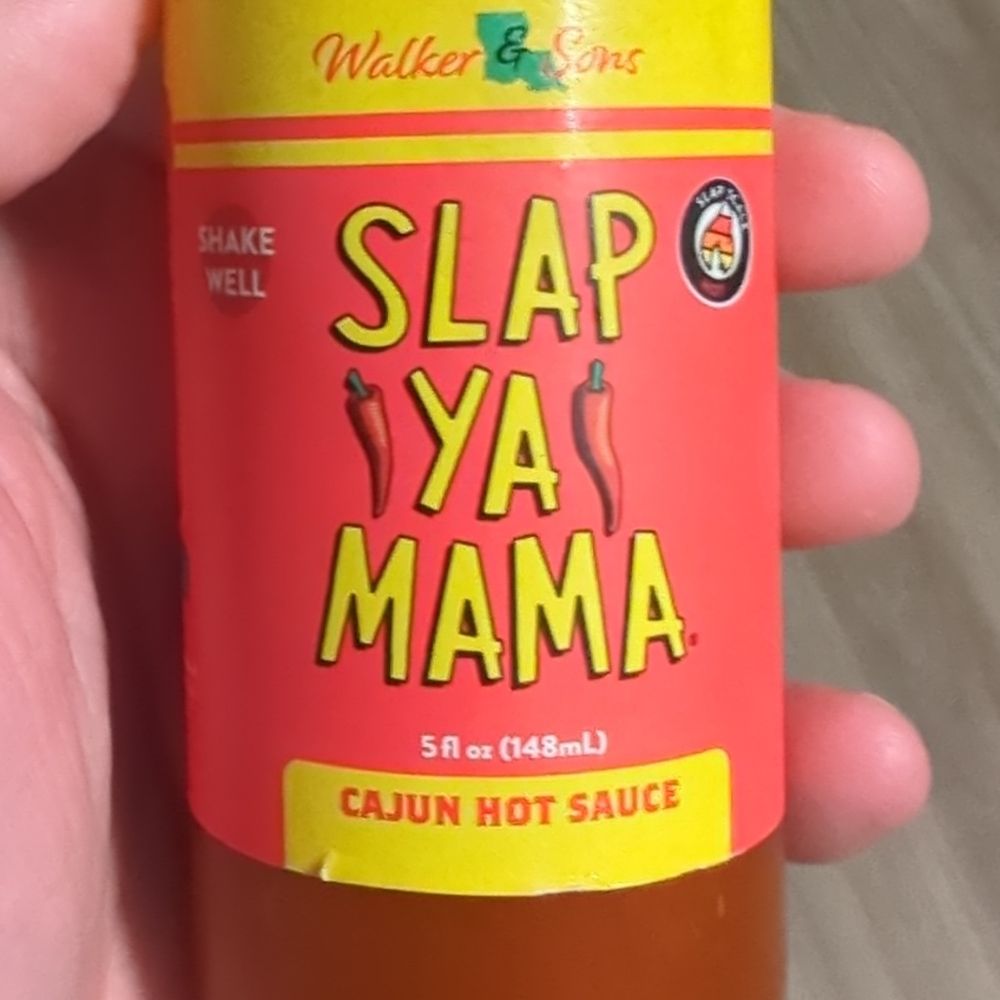 Walker & Sons
SHAKE
WELL
SLAP
YA
MAMA
5 fl oz (148mL)
CAJUN HOT SAUCE